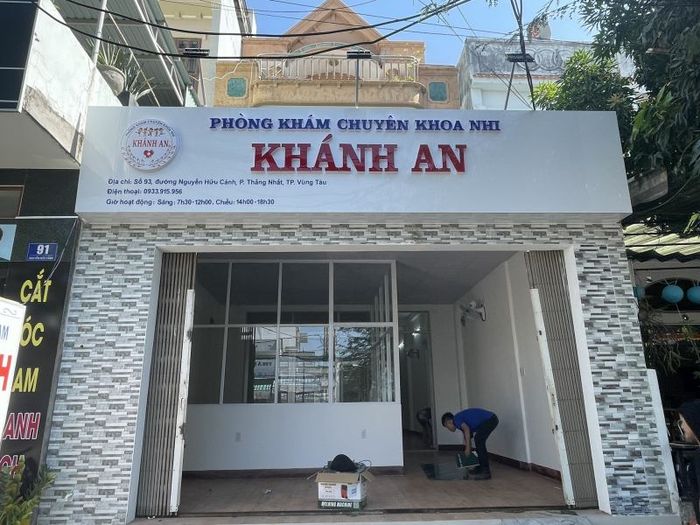 PHÒNG KHÁM CHUYÊN KHOA NHI
KHÁNH AN
KHÁNH AN
Địa chỉ: Số 93, đường Nguyễn Hữu Cảnh, P. Thắng Nhất, TP. Vũng Tàu
Điện thoại: 0933.915.956
Giờ hoạt động: Sáng: 7h30-12h00. Chiều: 14h00-18h30
91
CẮT
ÓC
AM
ANH